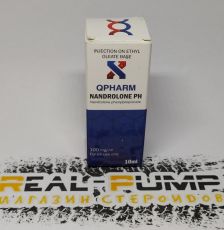 INJECTION ON ETHYL
OLEATE BASE
QPHARM
NANDROLONE PH
nandrolone phenylpropionate
100 mg/ml
10ml
REAL PUMP
МАГАЗИН СТЕРОИДОВ